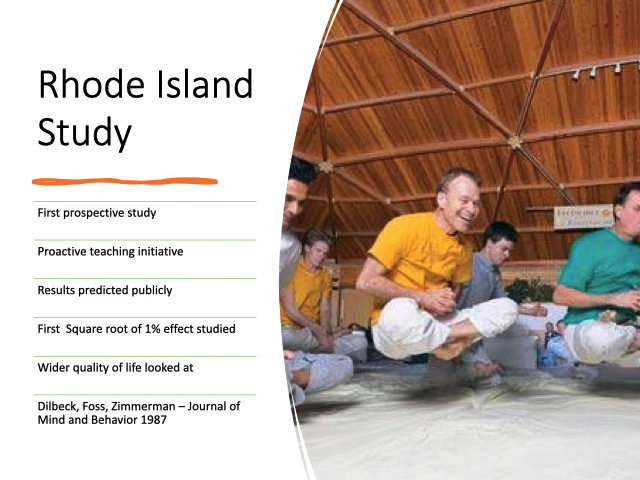 Rhode Island
Study
First prospective study
Proactive teaching initiative
Results predicted publicly
First  Square root of 1% effect studied
Wider quality of life looked at
Dilbeck, Foss, Zimmerman – Journal of
Mind and Behavior 1987